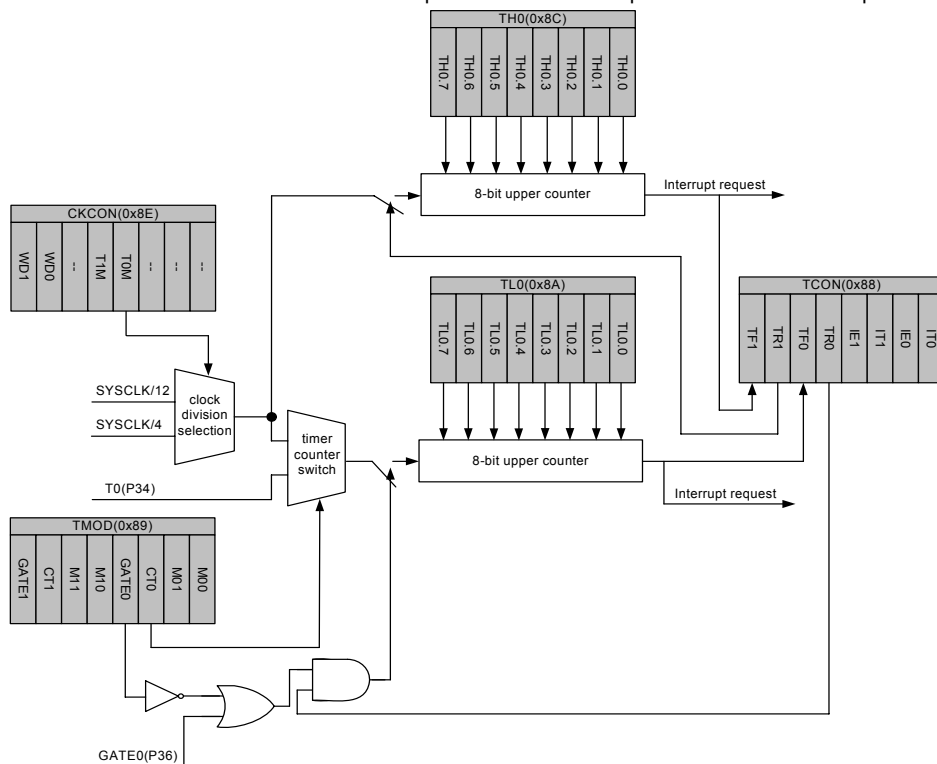 TH0(0x8C)
TH0.7
TH0.6
TH0.5
TH0.4
TH0.3
TH0.2
TH0.1
TH0.0
8-bit upper counter
Interrupt request
CKCON(0x8E)
WD1
WD0
--
T1M
T0M
--
--
--
TL0(0x8A)
TL0.7
TL0.6
TL0.5
TL0.4
TL0.3
TL0.2
TL0.1
TL0.0
TCON(0x88)
TF1
TR1
TF0
TR0
IE1
IT1
IE0
IT0
SYSCLK/12
SYSCLK/4
clock
division
selection
timer
counter
switch
8-bit upper counter
Interrupt request
T0(P34)
TMOD(0x89)
GATE1
CT1
M11
M10
GATE0
CT0
M01
M00
GATE0(P36)